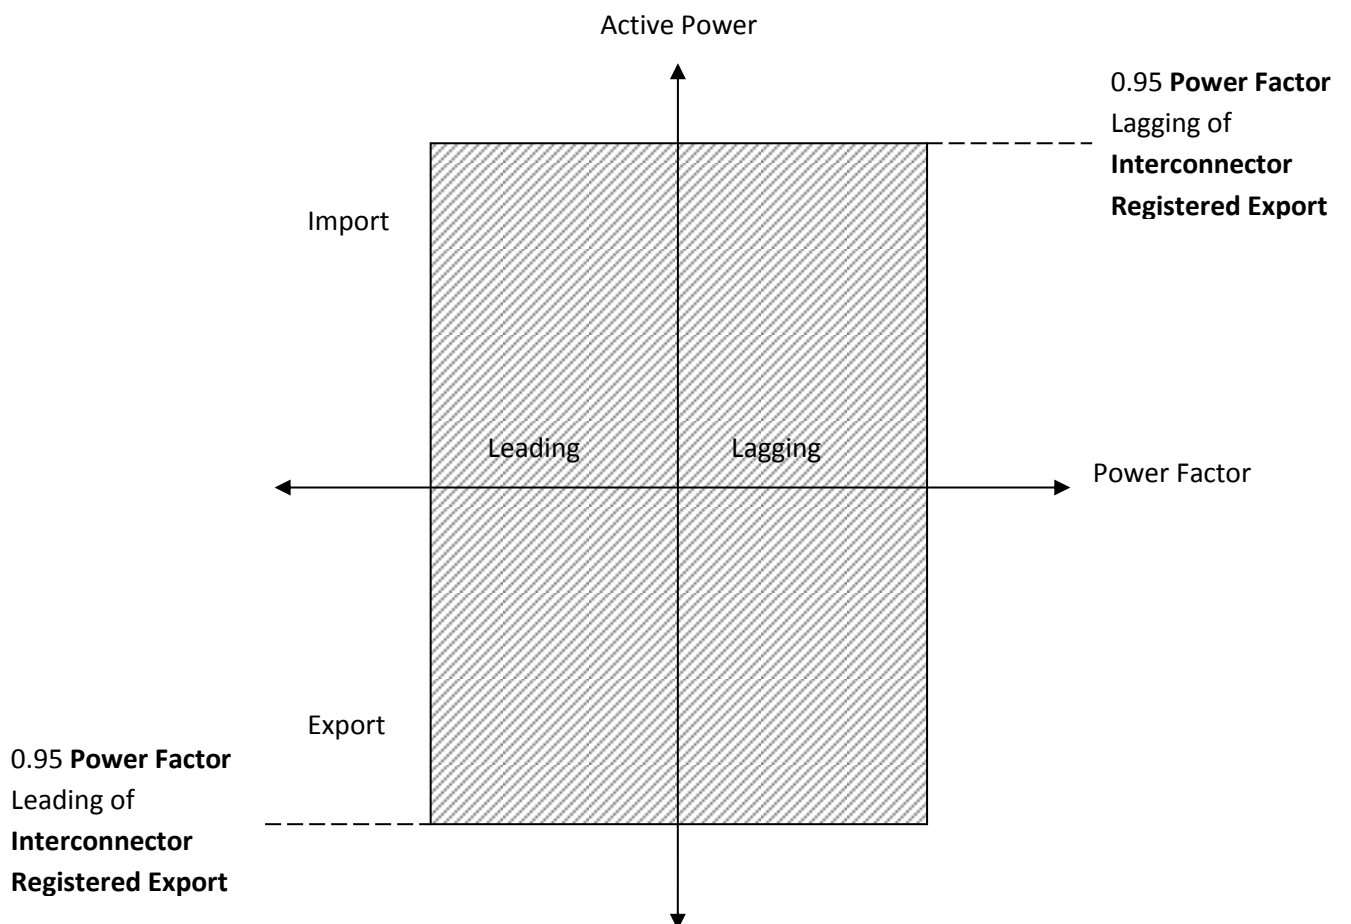 Active Power
0.95 Power Factor
Lagging of
Interconnector
Registered Export
Import
Leading
Lagging
Power Factor
Export
0.95 Power Factor
Leading of
Interconnector
Registered Export